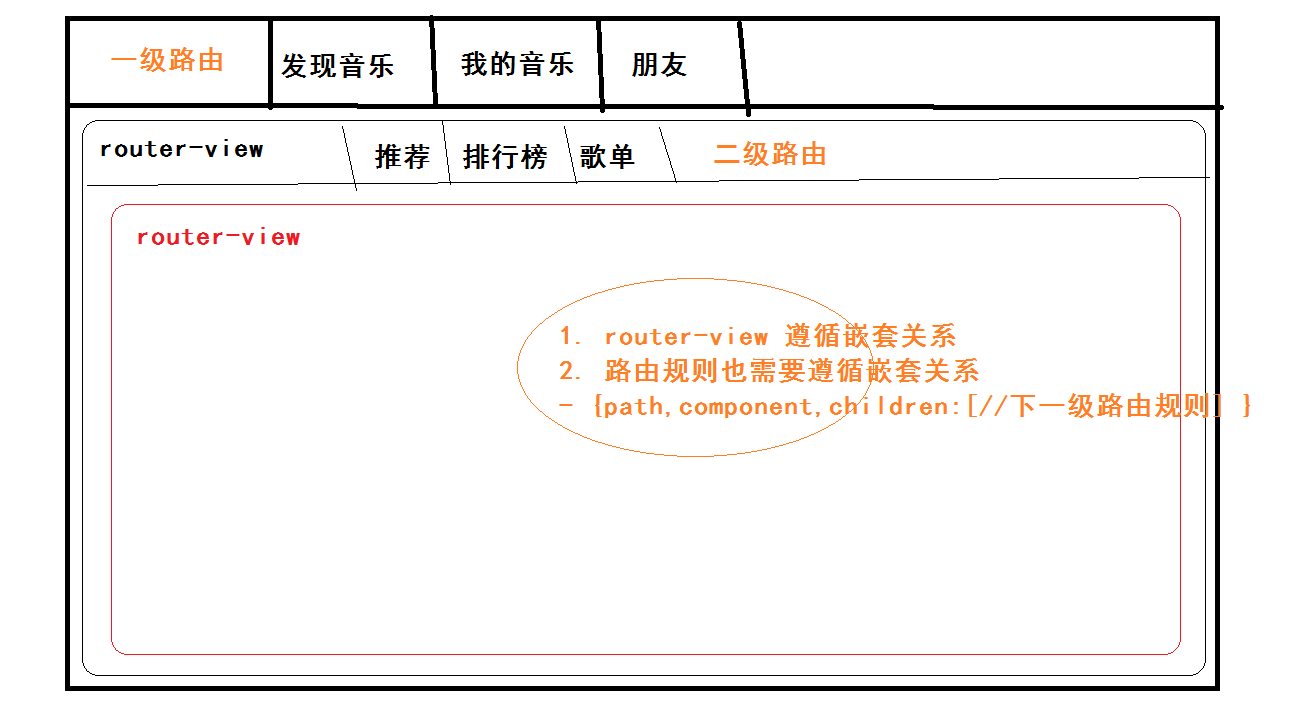 一级路由 发现音乐 我的音乐 朋友
router-view 推荐 排行榜 歌单 二级路由
router-view
1. router-view 遵循嵌套关系
2. 路由规则也需要遵循嵌套关系
- {path,component,children:[//下一级路由规则] }